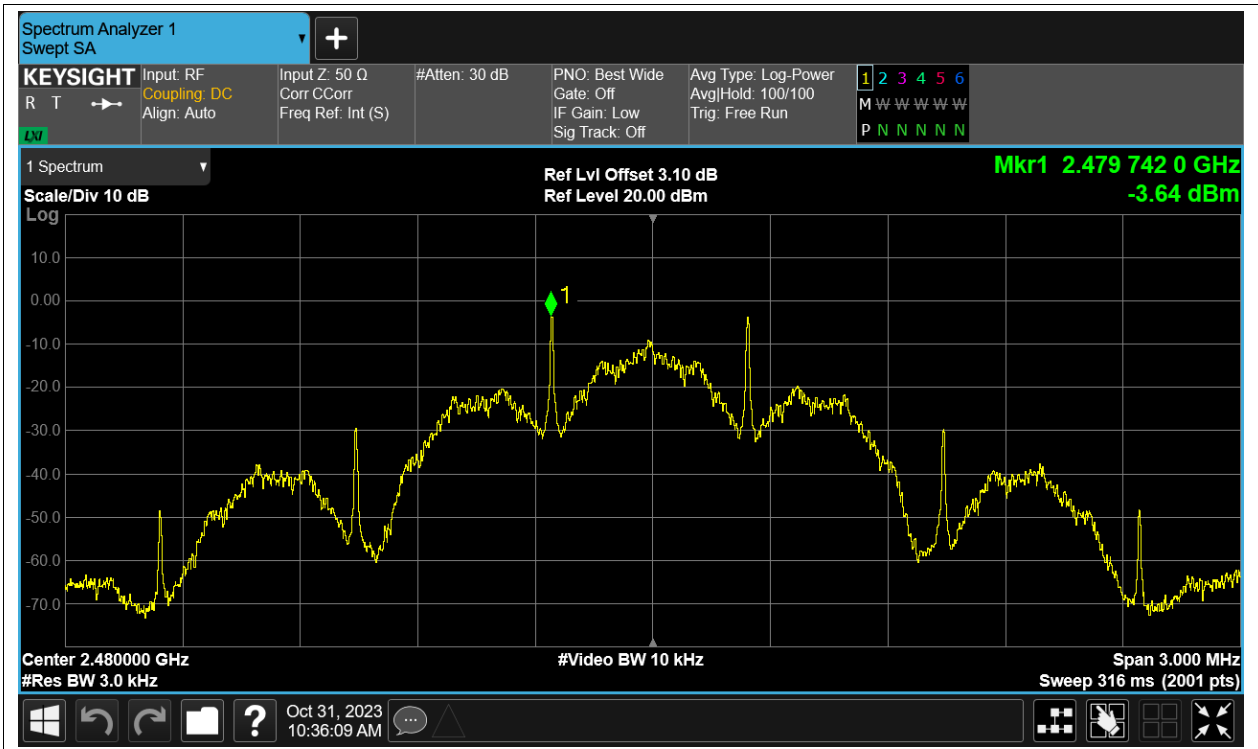 Spectrum Analyzer 1
Swept SA
KEYSIGHT
R T
LXI
Input: RF
Coupling: DC
Align: Auto
Input Z: 50 Ω
Corr CCorr
Freq Ref: Int (S)
#Atten: 30 dB
PNO: Best Wide
Gate: Off
IF Gain: Low
Sig Track: Off
Avg Type: Log-Power
Avg|Hold: 100/100
Trig: Free Run
1 2 3 4 5 6
M W W W W W W
P N N N N N
1 Spectrum
Scale/Div 10 dB
Log
Ref Lvl Offset 3.10 dB
Ref Level 20.00 dBm
Mkr1 2.479 742 0 GHz
-3.64 dBm
10.0
0.00
1
-10.0
-20.0
-30.0
-40.0
-50.0
-60.0
-70.0
Center 2.480000 GHz
#Video BW 10 kHz
Span 3.000 MHz
#Res BW 3.0 kHz
Sweep 316 ms (2001 pts)
?
Oct 31, 2023
10:36:09 AM